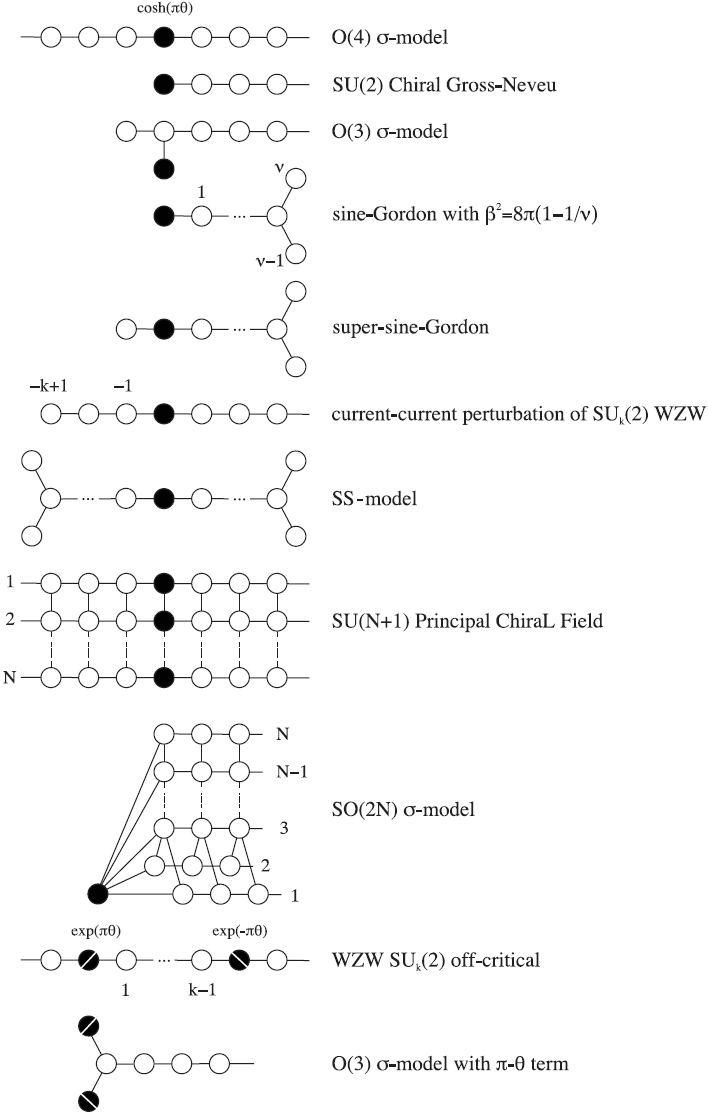 cosh(πθ)
O(4) σ-model
SU(2) Chiral Gross-Neveu
O(3) σ-model
ν
1
...
sine-Gordon with β²=8π(1−1/ν)
ν−1
...
super-sine-Gordon
−k+1 −1
current-current perturbation of SUₖ(2) WZW
... ...
SS-model
1
2
SU(N+1) Principal ChiraL Field
N
N
N−1
SO(2N) σ-model
3
2
1
exp(πθ) exp(-πθ)
...
WZW SUₖ(2) off-critical
1 k−1
O(3) σ-model with π-θ term